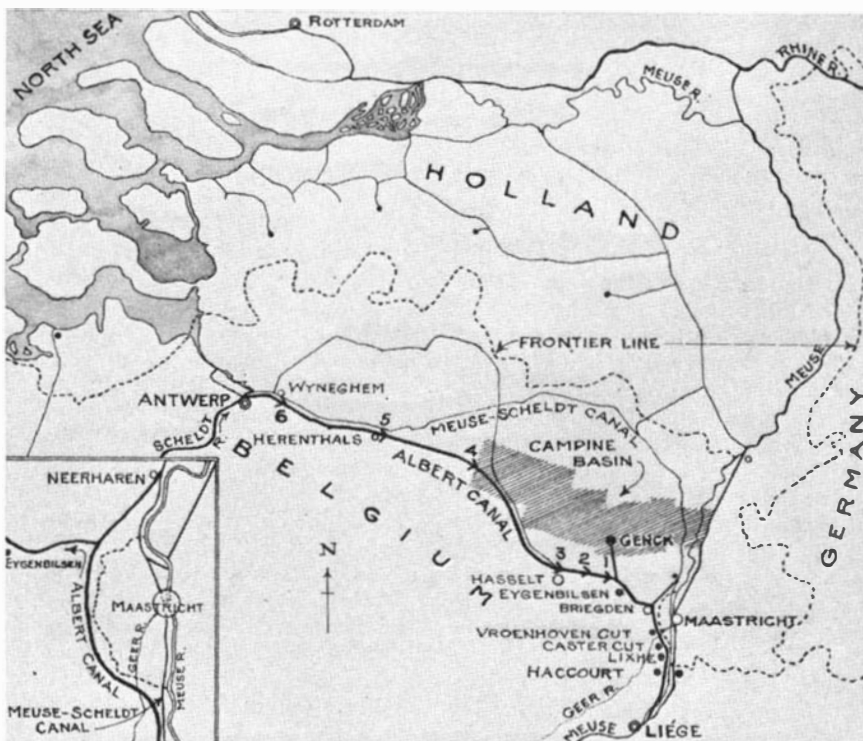 NORTH SEA
ROTTERDAM
RHINE R.
MEUSE R.
HOLLAND
FRONTIER LINE
MEUSE
GERMANY
ANTWERP
WYNEGHEM
6
5
SCHELDT R.
HERENTHALS
MEUSE-SCHELDT CANAL
4
ALBERT CANAL
CAMPINE
BASIN
BELGIUM
GENCK
N
3
2
1
HASSELT
EYGENBILSEN
BRIEGDEN
MAASTRICHT
VROENHOVEN CUT
CASTER CUT
LIXHE
HACCOURT
GEER R.
MEUSE
LIÉGE
NEERHAREN
EYGENBILSEN
ALBERT CANAL
MAASTRICHT
GEER R.
MEUSE R.
MEUSE-SCHELDT
CANAL